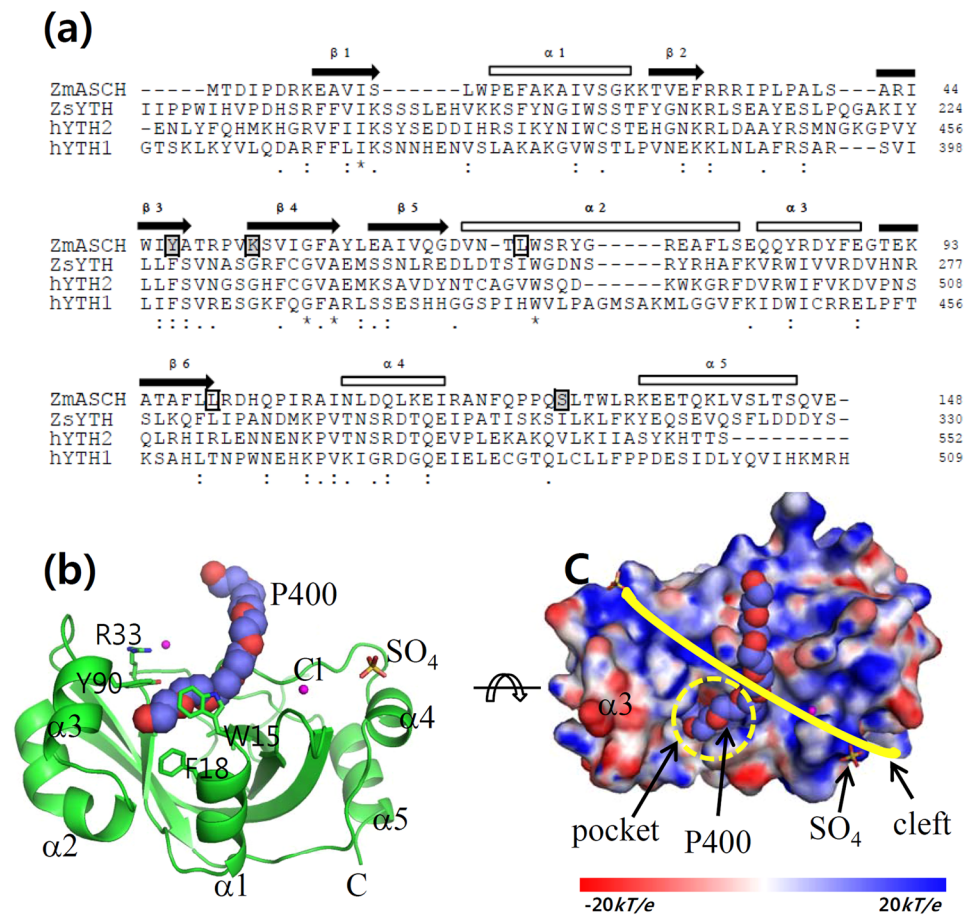 (a)
β 1 α 1 β 2
ZmASCH -----MTDIPDRKEAVIS------LWPEFAKAIVSGKKTVEFRRRIPLPALS---ARI 44
ZsYTH IIPPWIHVPDHSRFFVIKSSSSLEHVKKSFYNGIWSSTFYGNKRLSEAYESLPQGAKIY 224
hYTH2 -ENLYFQHMKHGRVFIIKSYSEDDIHRSIKYNIWCSTEHGNKRLDAAYRSMNGKGPVY 456
hYTH1 GTSKLKYVLQDARFFLIKSNNHENVSLAKAKGVWSTLPVNEKKLNLAFRSAR---SVI 398
. : : * : : . : : .
β 3 β 4 β 5 α 2 α 3
ZmASCH WIYATRPVKSVIGFAYLEAIVQGDVN-TLWSRYG-----REAFLSEQQYRDYFEGTEK 93
ZsYTH LLFSVNASGRFCGVAEMSSNLREDLDTSIWGDNS-----RYRHAFKVRWIVVRDVHNR 277
hYTH2 LLFSVNGSGHFCGVAEMKSAVDYNTCAGVWSQD------KWKGRFDVRWIFVKDVPNS 508
hYTH1 LIFSVRESGKFQGFARLSSESHHGGSPIHWVLPAGMSAKMLGGVFKIDWICRRELPFT 456
: : : . . * * : : . * . : :
β 6 α 4 α 5
ZmASCH ATAFLLRDHQPIRAINLDQLKEIRANFQPPQSLTWLRKEETQKLVSLTSQVE- 148
ZsYTH SLKQFLIPANDMKPVTNSRDTQEIPATISKSILKLFKYEQSEVQSFLDDDYS- 330
hYTH2 QLRHIRLENNENKPVTNSRDTQEVPLEKAKQVLKIIASYKHTTS--------- 552
hYTH1 KSAHLTNPWNEHKPVKIGRDGQEIELECGTQLCLLFPPDESIDLYQVIHKMRH 509
: : . : . : .
(b)
P400
R33
Cl
SO4
Y90
α3
W15
α4
F18
α2
α5
α1
C
C
α3
pocket
P400
SO4
cleft
-20kT/e 20kT/e